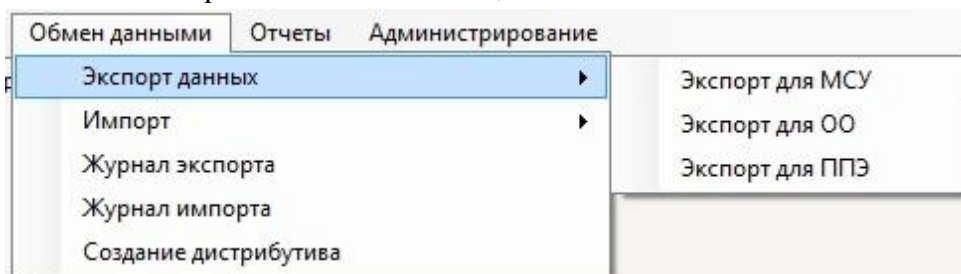 Обмен данными Отчеты Администрирование
Экспорт данных
Экспорт для МСУ
Импорт
Экспорт для ОО
Журнал экспорта
Экспорт для ППЭ
Журнал импорта
Создание дистрибутива